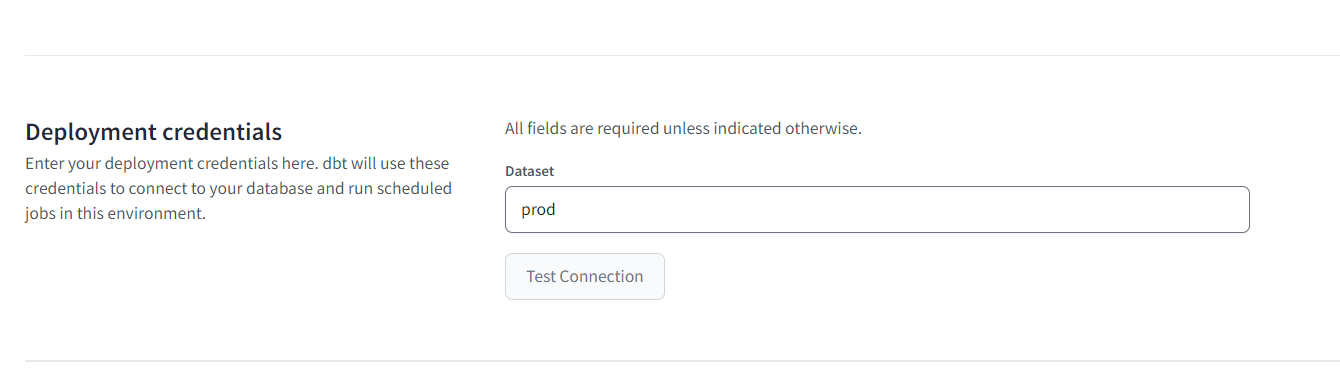 Deployment credentials
Enter your deployment credentials here. dbt will use these
credentials to connect to your database and run scheduled
jobs in this environment.
All fields are required unless indicated otherwise.
Dataset
prod
Test Connection